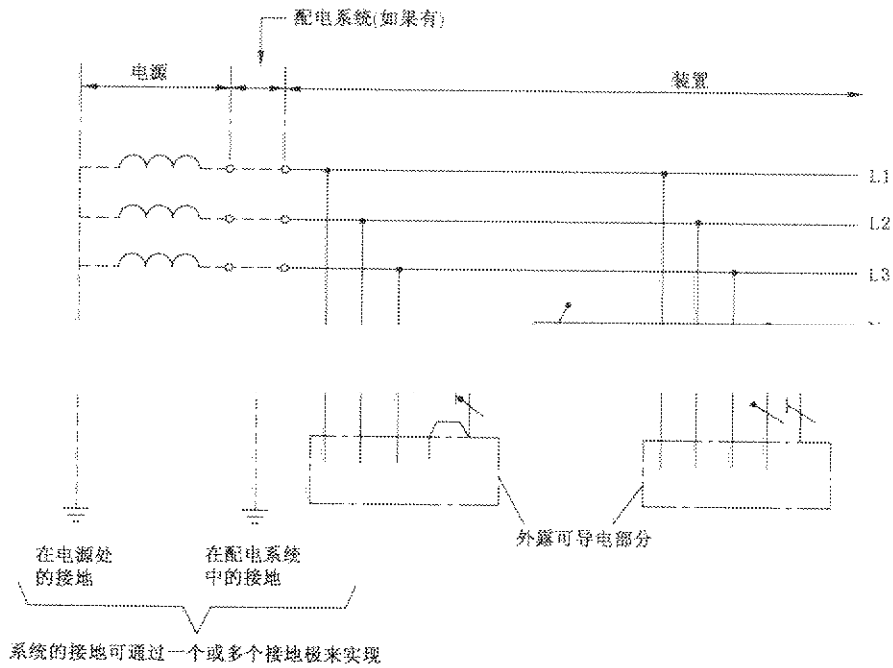 配电系统(如果有)
电源
装置
L1
L2
L3
外露可导电部分
在电源处
的接地
在配电系统
中的接地
系统的接地可通过一个或多个接地极来实现